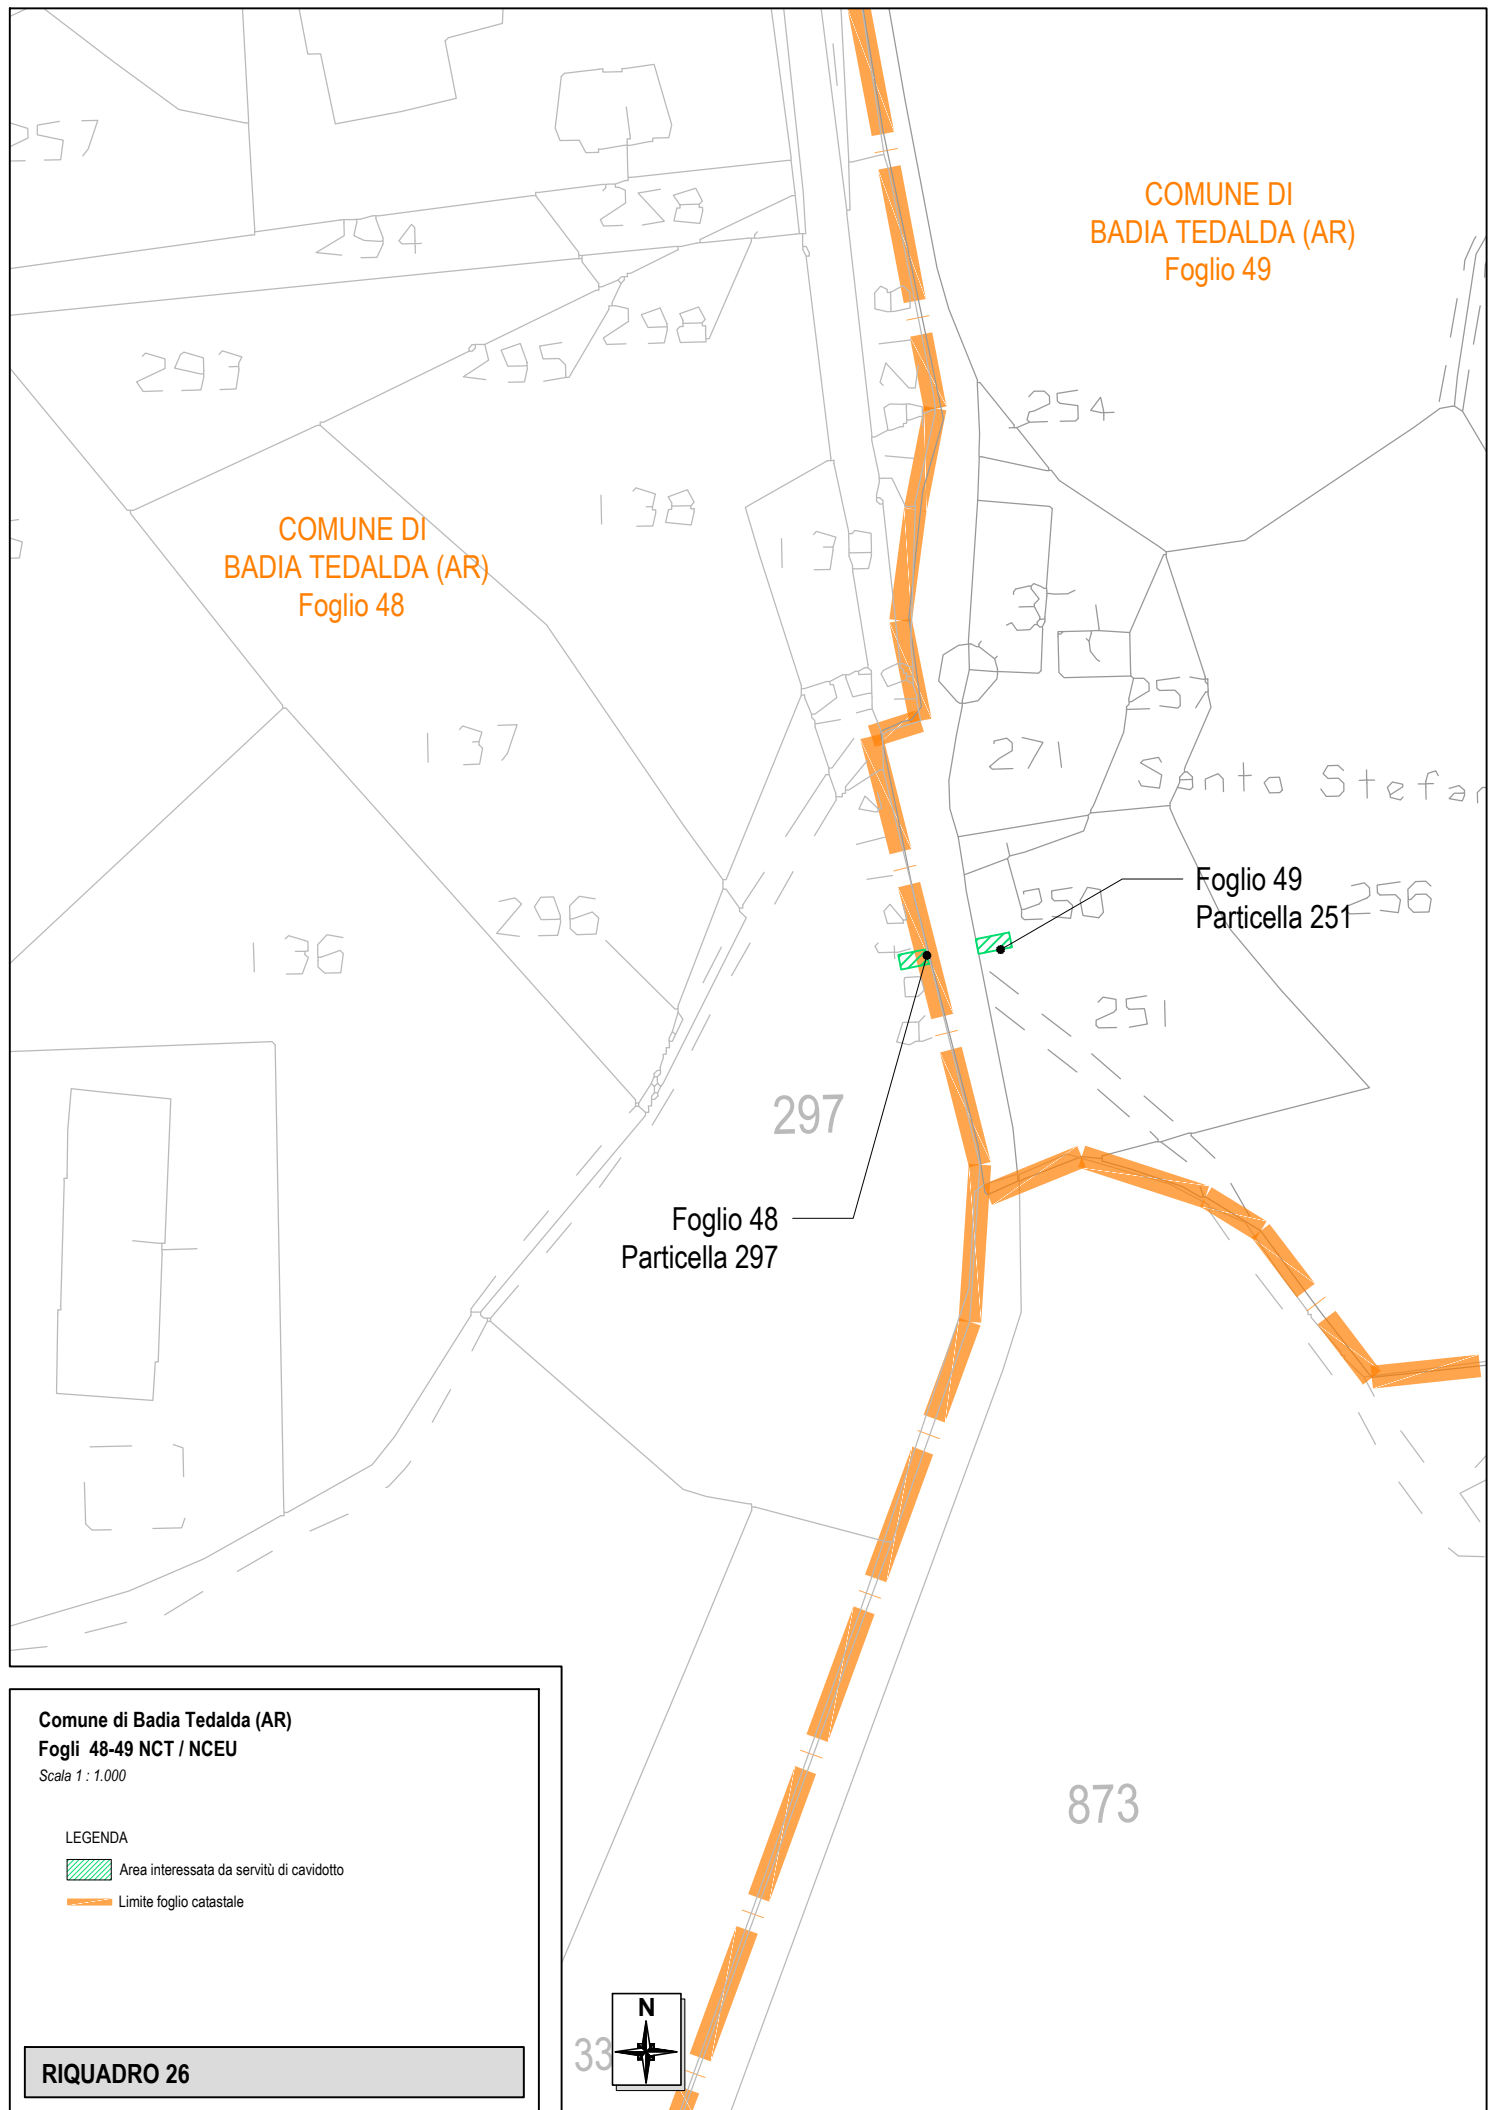 257
258
294
COMUNE DI
BADIA TEDALDA (AR)
Foglio 49
298
293
295
254
138
COMUNE DI
BADIA TEDALDA (AR)
Foglio 48
139
257
137
271
Santo Stefan
Foglio 49
Particella 251
296
250
256
136
251
297
Foglio 48
Particella 297
Comune di Badia Tedalda (AR)
Fogli 48-49 NCT / NCEU
Scala 1 : 1.000
873
LEGENDA
Area interessata da servitù di cavidotto
Limite foglio catastale
N
33
RIQUADRO 26